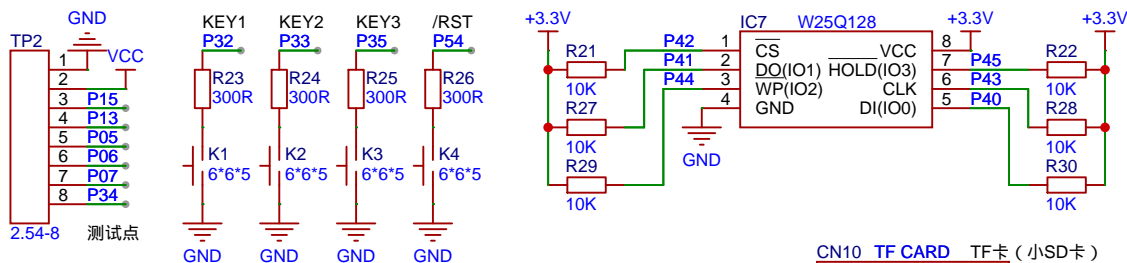 GND
TP2
VCC
1
2
3 P15
4 P13
5 P05
6 P06
7 P07
8 P34
2.54-8 测试点
KEY1 KEY2 KEY3 /RST
P32 P33 P35 P54
R23 R24 R25 R26
300R 300R 300R 300R
K1 K2 K3 K4
6*6*5 6*6*5 6*6*5 6*6*5
GND GND GND GND
+3.3V IC7 W25Q128 +3.3V +3.3V
R21 P42 1 CS VCC 8 R22
10K P41 2 DO(IO1) HOLD(IO3) 7 P45 10K
P44 3 WP(IO2) CLK 6 P43
R27 4 GND DI(IO0) 5 P40 R28
10K 10K
GND
R29 R30
10K 10K
CN10 TF CARD TF卡（小SD卡）